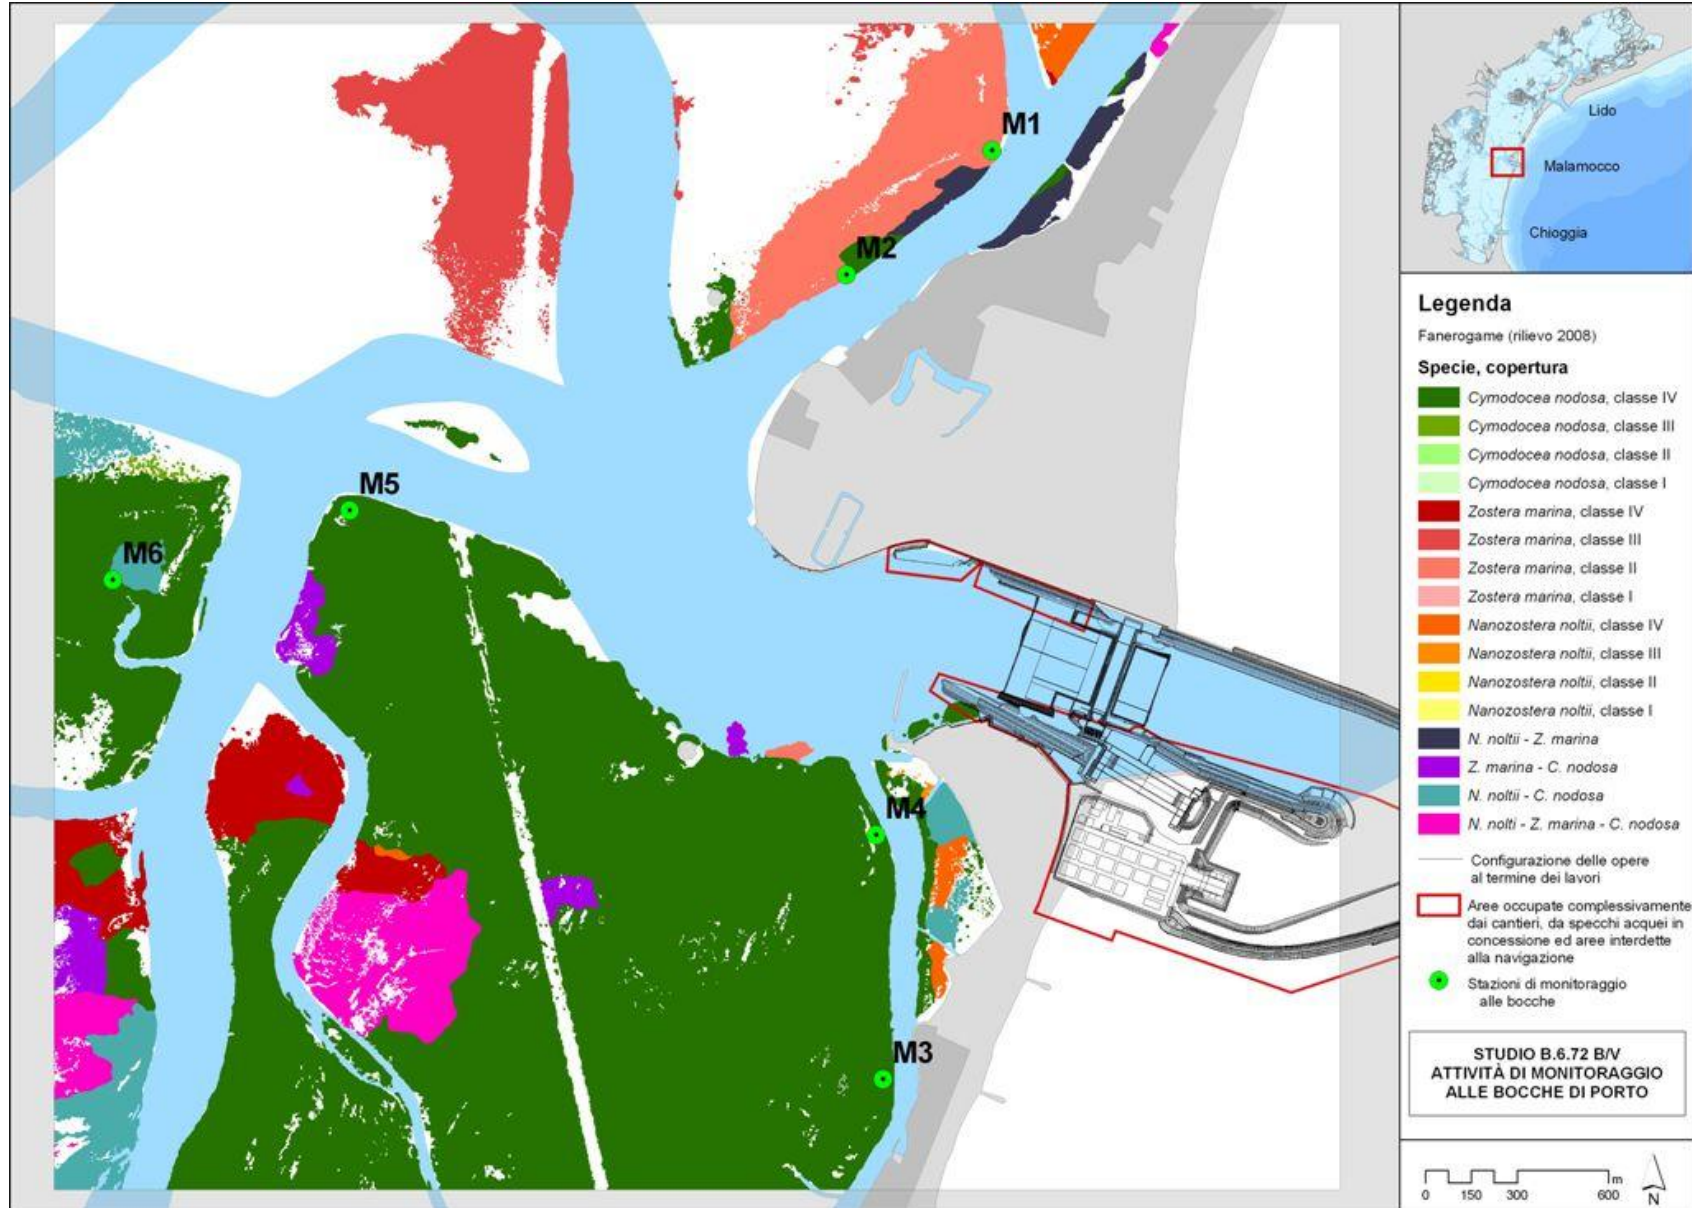 M1
M2
M5
M6
M4
M3
Lido
Malamocco
Chioggia
Legenda
Fanerogame (rilievo 2008)
Specie, copertura
Cymodocea nodosa, classe IV
Cymodocea nodosa, classe III
Cymodocea nodosa, classe II
Cymodocea nodosa, classe I
Zostera marina, classe IV
Zostera marina, classe III
Zostera marina, classe II
Zostera marina, classe I
Nanozostera noltii, classe IV
Nanozostera noltii, classe III
Nanozostera noltii, classe II
Nanozostera noltii, classe I
N. noltii - Z. marina
Z. marina - C. nodosa
N. noltii - C. nodosa
N. nolti - Z. marina - C. nodosa
Configurazione delle opere
al termine dei lavori
Aree occupate complessivamente
dai cantieri, da specchi acquei in
concessione ed aree interdette
alla navigazione
Stazioni di monitoraggio
alle bocche
STUDIO B.6.72 B/V
ATTIVITÀ DI MONITORAGGIO
ALLE BOCCHE DI PORTO
m
0 150 300 600
N